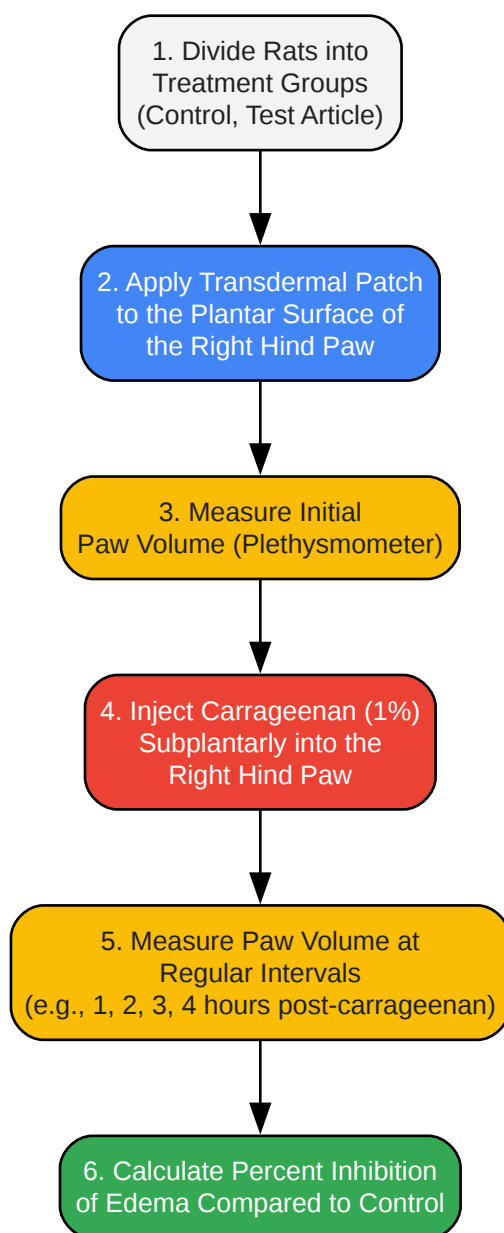 1. Divide Rats into
Treatment Groups
(Control, Test Article)
2. Apply Transdermal Patch
to the Plantar Surface of
the Right Hind Paw
3. Measure Initial
Paw Volume (Plethysmometer)
4. Inject Carrageenan (1%)
Subplantarly into the
Right Hind Paw
5. Measure Paw Volume at
Regular Intervals
(e.g., 1, 2, 3, 4 hours post-carrageenan)
6. Calculate Percent Inhibition
of Edema Compared to Control